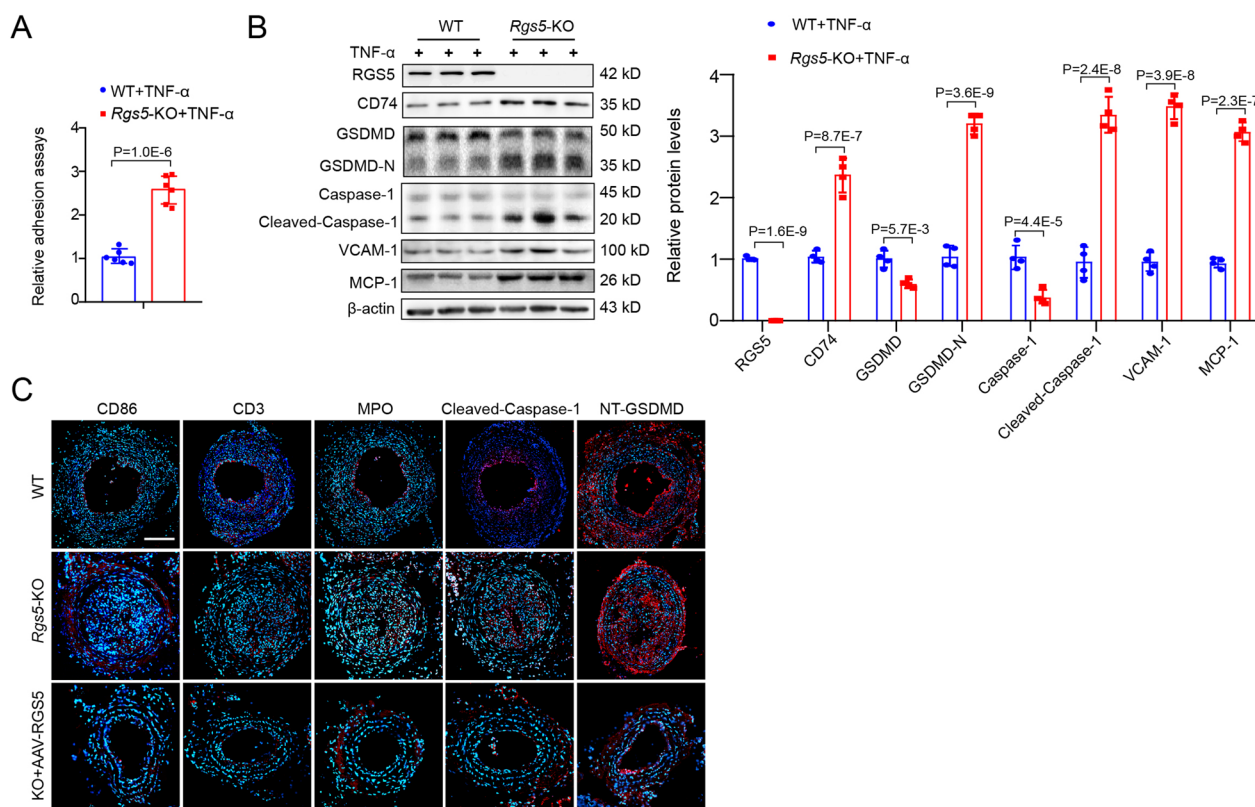 A
WT+TNF-α
Rgs5-KO+TNF-α
Relative adhesion assays
4
3
2
1
0
P=1.0E-6
B
WT
Rgs5-KO
TNF-α + + + + + +
RGS5 42 kD
CD74 35 kD
GSDMD 50 kD
GSDMD-N 35 kD
Caspase-1 45 kD
Cleaved-Caspase-1 20 kD
VCAM-1 100 kD
MCP-1 26 kD
β-actin 43 kD
WT+TNF-α
Rgs5-KO+TNF-α
Relative protein levels
4
3
2
1
0
P=1.6E-9
P=8.7E-7
P=5.7E-3
P=3.6E-9
P=4.4E-5
P=2.4E-8
P=3.9E-8
P=2.3E-7
RGS5
CD74
GSDMD
GSDMD-N
Caspase-1
Cleaved-Caspase-1
VCAM-1
MCP-1
C
CD86 CD3 MPO Cleaved-Caspase-1 NT-GSDMD
WT
Rgs5-KO
KO+AAV-RGS5